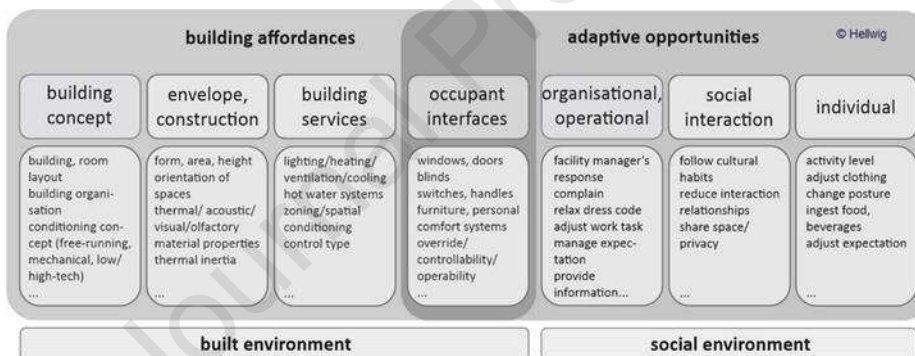 building affordances
adaptive opportunities
© Hellwig
building
concept
envelope,
construction
building
services
occupant
interfaces
organisational,
operational
social
interaction
individual
building, room
layout
building organi-
sation
conditioning con-
cept (free-running,
mechanical, low/
high-tech)
...
form, area, height
orientation of
spaces
thermal/ acoustic/
visual/olfactory
material properties
thermal inertia
...
lighting/heating/
ventilation/cooling
hot water systems
zoning/spatial
conditioning
control type
...
windows, doors
blinds
switches, handles
furniture, personal
comfort systems
override/
controllability/
operability
...
facility manager's
response
complain
relax dress code
adjust work task
manage expec-
tation
provide
information...
follow cultural
habits
reduce interaction
relationships
share space/
privacy
...
activity level
adjust clothing
change posture
ingest food,
beverages
adjust expectation
...
built environment
social environment
Journal Pr